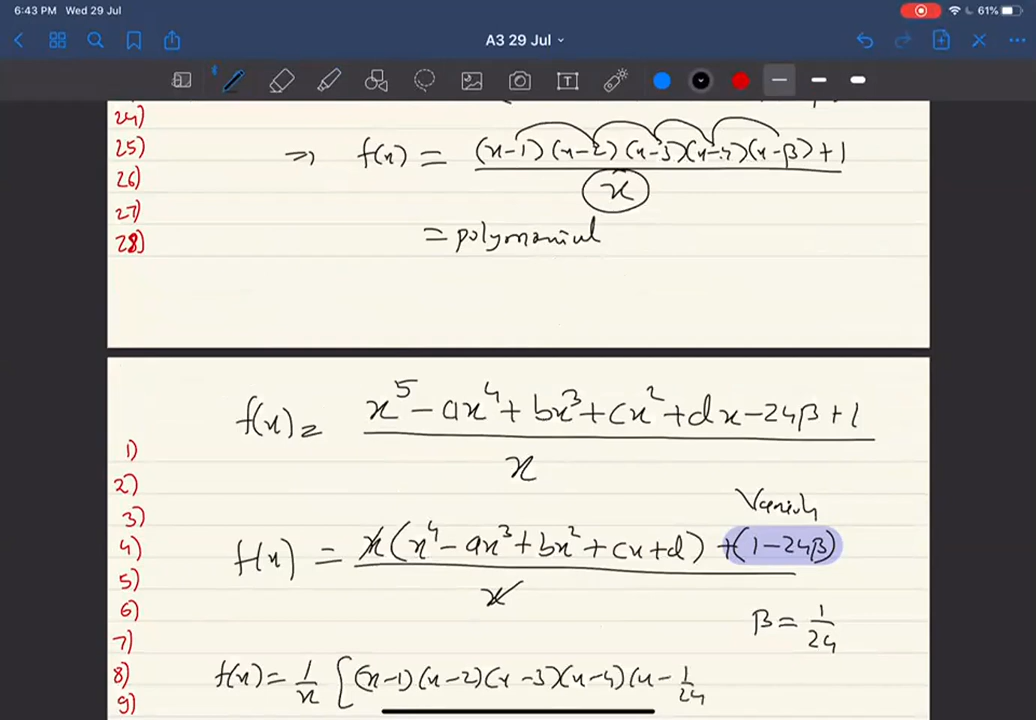 6:43 PM Wed 29 Jul
61%
A3 29 Jul
24)
25)
26)
27)
28)
⇒ f(x) = (x-1)(x-2)(x-3)(x-4)(x-β)+1
x
= polynomial
f(x) = x⁵ - ax⁴ + bx³ + cx² + dx - 24β + 1
x
1)
2)
3)
4)
5)
6)
7)
8)
9)
Vanish
f(x) = x(x⁴ - ax³ + bx² + cx + d) + (1 - 24β)
x
β = 1/24
f(x) = 1/x [(x-1)(x-2)(x-3)(x-4)(x - 1/24